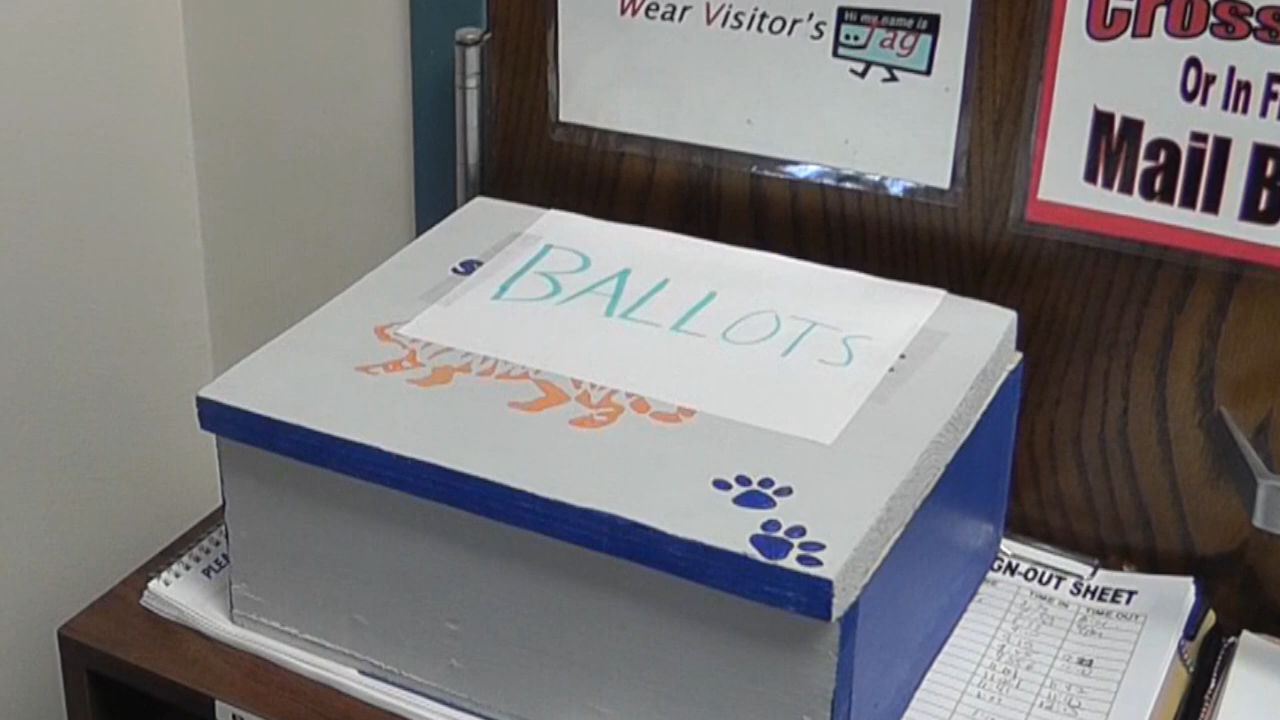 Wear Visitor's
Hi my name is
Tag
Cross
Or In F
Mail B
S
BALLOTS
PLEA
GN-OUT SHEET
TIME IN TIME OUT